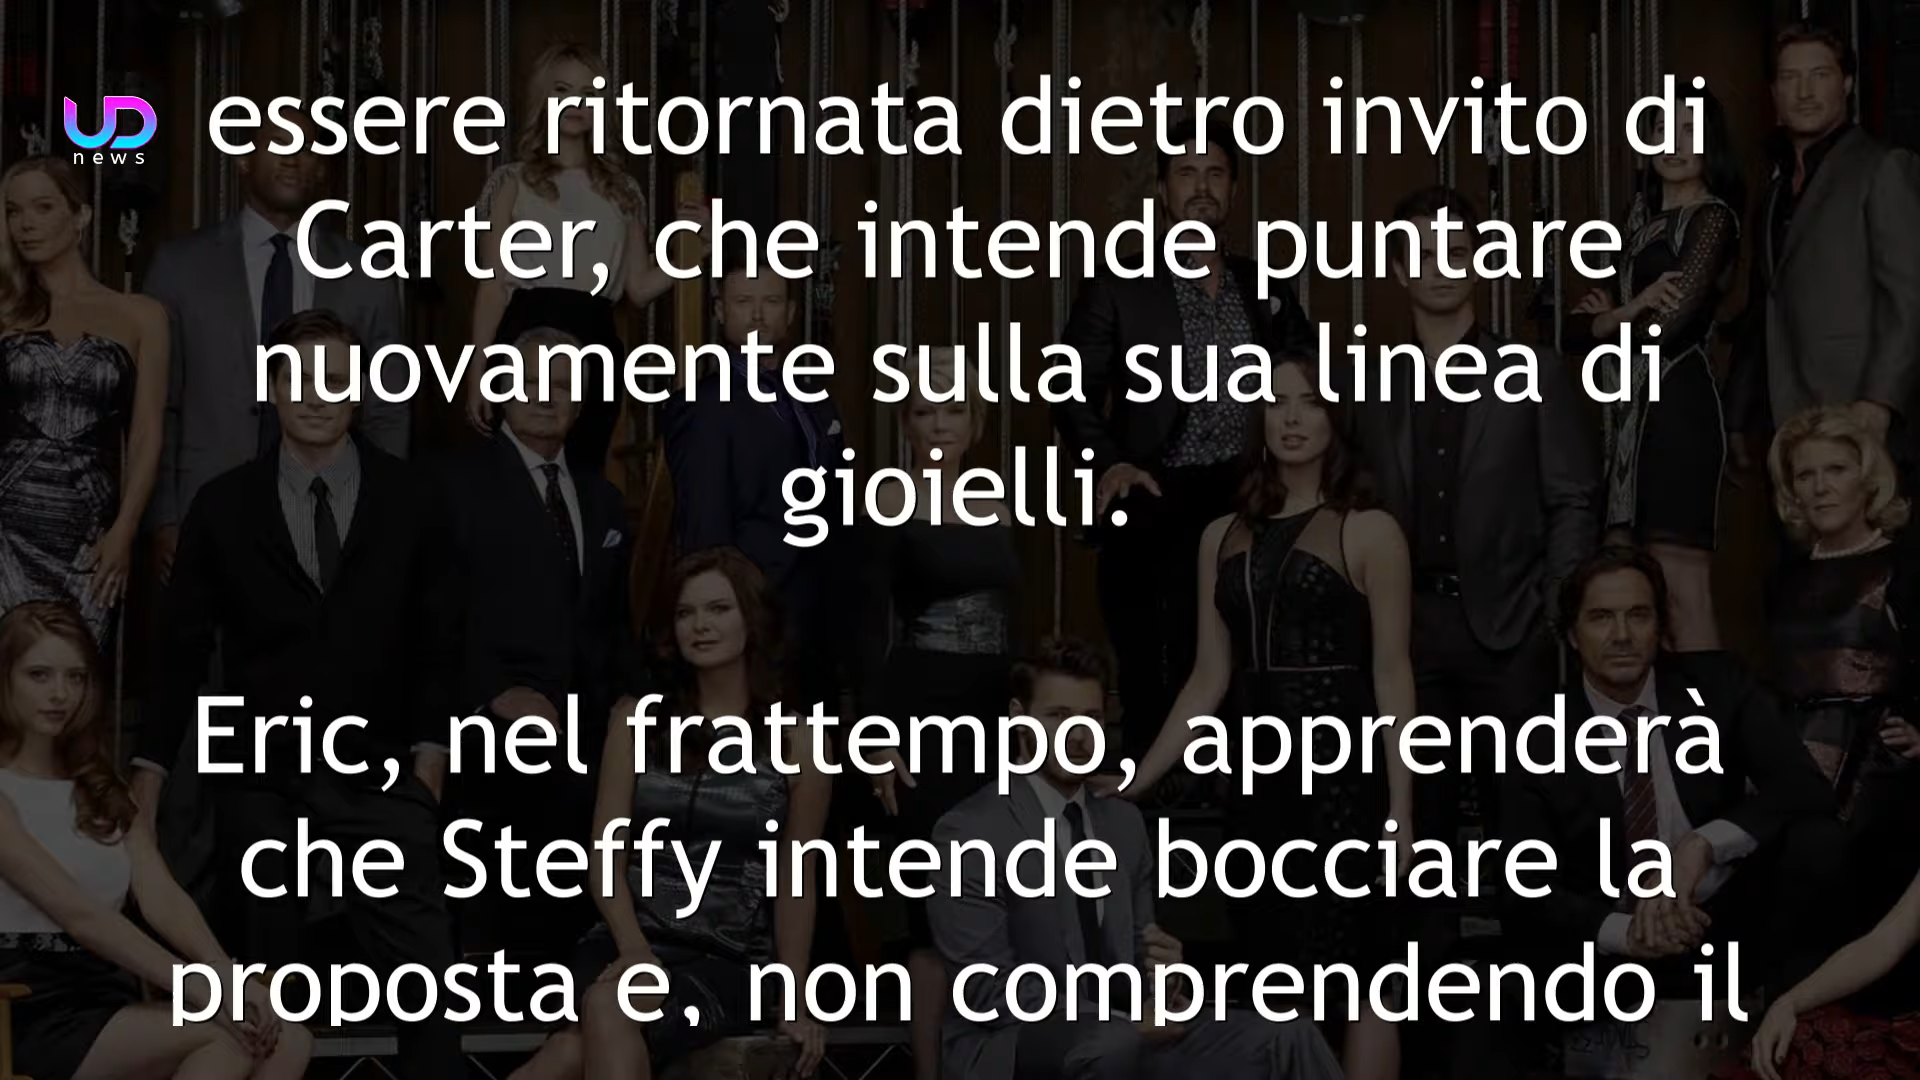 UD
news
essere ritornata dietro invito di
Carter, che intende puntare
nuovamente sulla sua linea di
gioielli.
Eric, nel frattempo, apprenderà
che Steffy intende bocciare la
proposta e, non comprendendo il